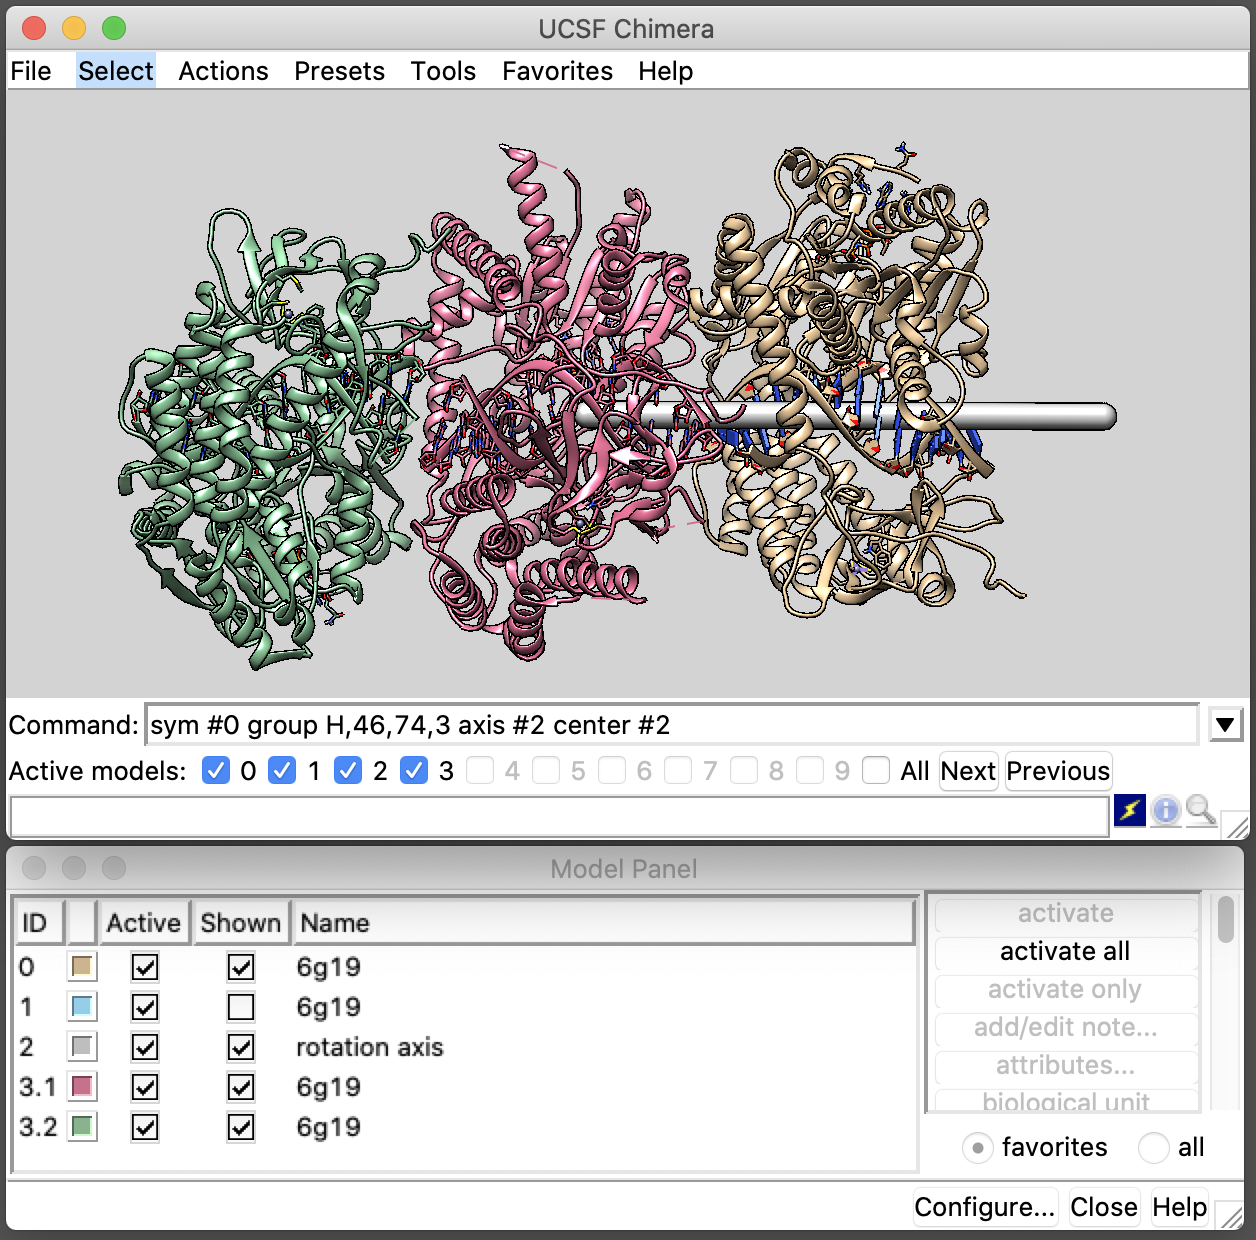 UCSF Chimera
File Select Actions Presets Tools Favorites Help
Command: sym #0 group H,46,74,3 axis #2 center #2
Active models: 0 1 2 3 4 5 6 7 8 9 All Next Previous
Model Panel
ID Active Shown Name
0 6g19
1 6g19
2 rotation axis
3.1 6g19
3.2 6g19
activate
activate all
activate only
add/edit note...
attributes...
biological unit
favorites all
Configure... Close Help